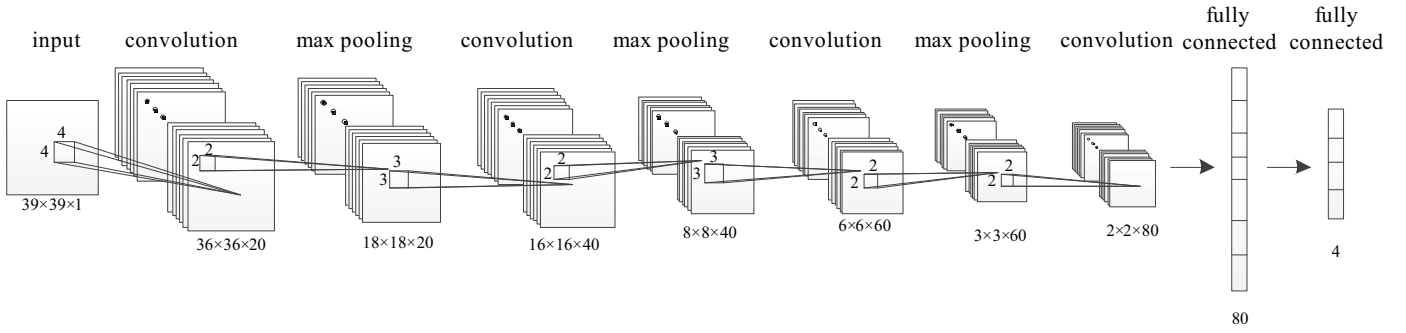 input
convolution
max pooling
convolution
max pooling
convolution
max pooling
convolution
fully
connected
fully
connected
4
4
39×39×1
2
2
36×36×20
3
3
18×18×20
2
2
16×16×40
3
3
8×8×40
2
2
6×6×60
2
2
3×3×60
2×2×80
80
4